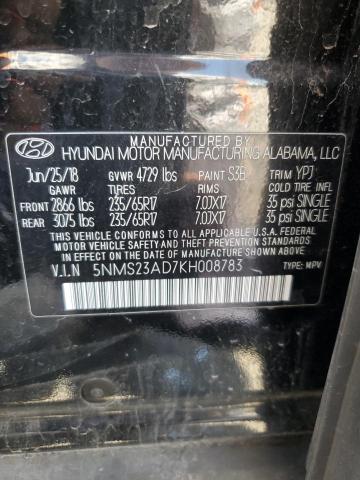 MANUFACTURED BY
HYUNDAI MOTOR MANUFACTURING ALABAMA, LLC
Jun/25/18 GVWR 4729 lbs PAINT S3B TRIM YPJ
GAWR TIRES RIMS COLD TIRE INF. PRES.
FRONT 2866 lbs 235/65R17 7.0JX17 35 psi SINGLE
REAR 3075 lbs 235/65R17 7.0JX17 35 psi SINGLE
THIS VEHICLE CONFORMS TO ALL APPLICABLE
U.S.A. FEDERAL MOTOR VEHICLE SAFETY BUMPER,
AND THEFT PREVENTION STANDARDS IN EFFECT ON
THE DATE OF MANUFACTURE SHOWN ABOVE.
V.I.N 5NMS23AD7KH008783
TYPE: MPV